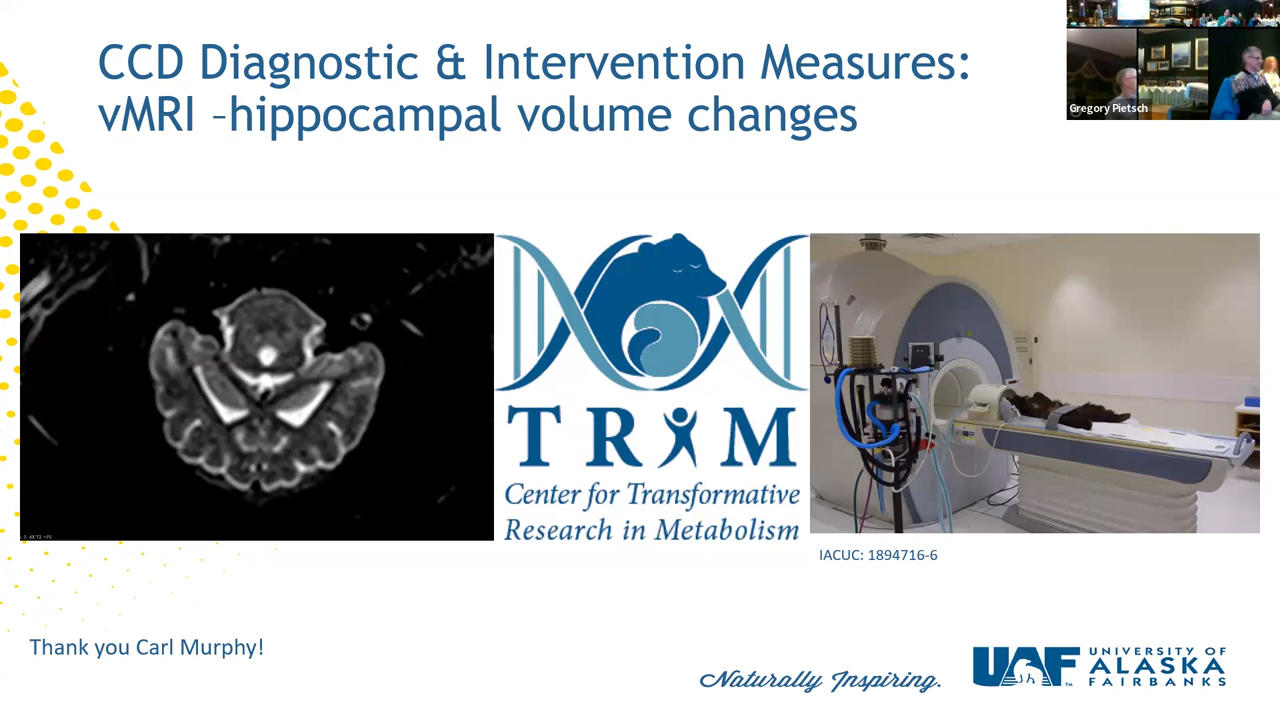 CCD Diagnostic & Intervention Measures:
vMRI –hippocampal volume changes
Gregory Pietsch
TRiM
Center for Transformative
Research in Metabolism
IACUC: 1894716-6
Thank you Carl Murphy!
Naturally Inspiring.
UAF
TM
UNIVERSITY OF
ALASKA
FAIRBANKS